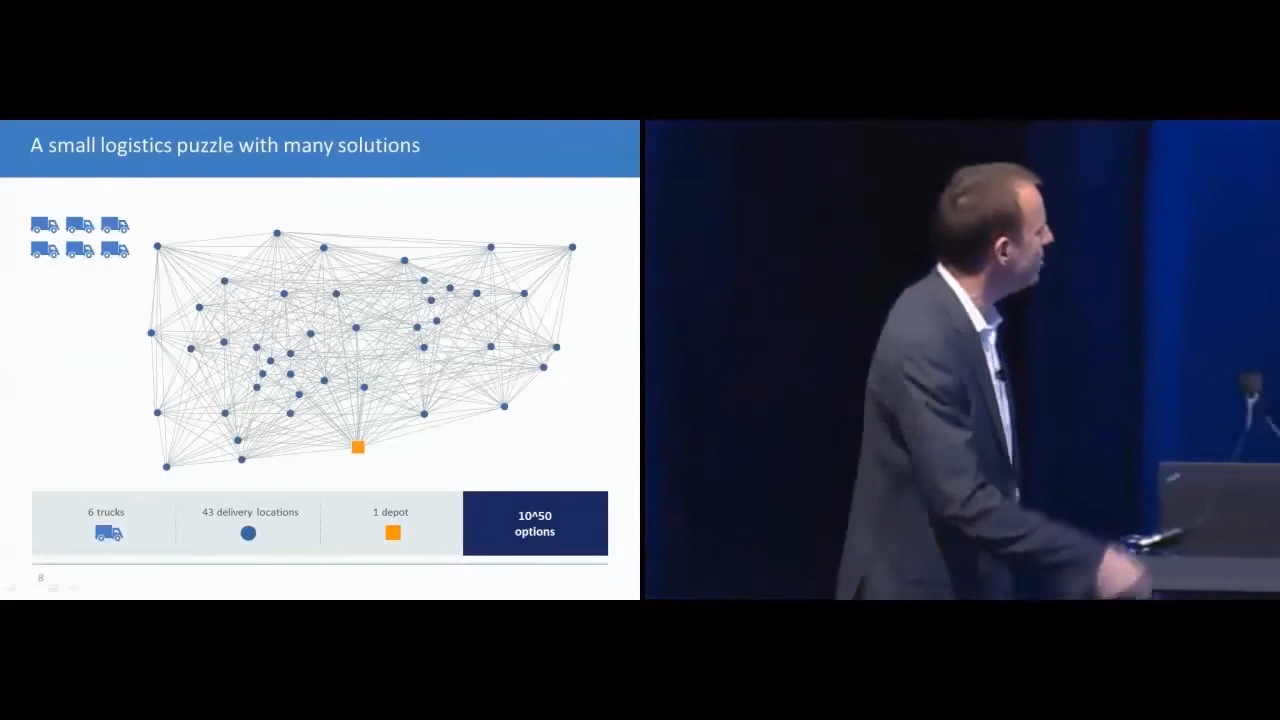 A small logistics puzzle with many solutions
6 trucks
43 delivery locations
1 depot
10^50
options
8